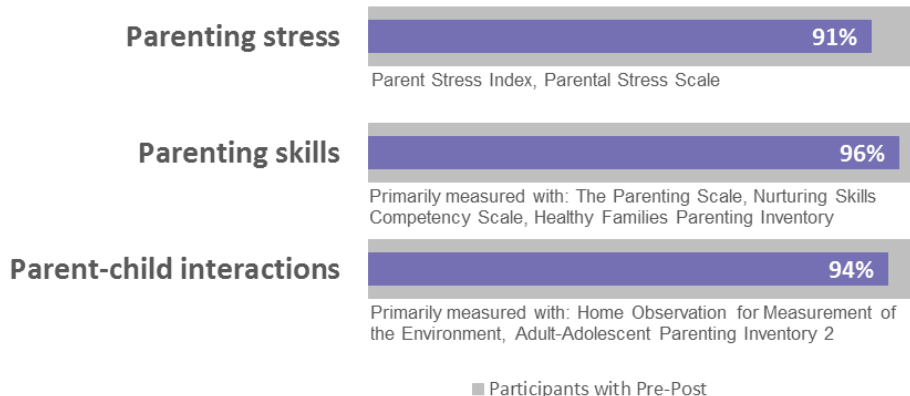 Parenting stress
91%
Parent Stress Index, Parental Stress Scale
Parenting skills
96%
Primarily measured with: The Parenting Scale, Nurturing Skills
Competency Scale, Healthy Families Parenting Inventory
Parent-child interactions
94%
Primarily measured with: Home Observation for Measurement of
the Environment, Adult-Adolescent Parenting Inventory 2
Participants with Pre-Post